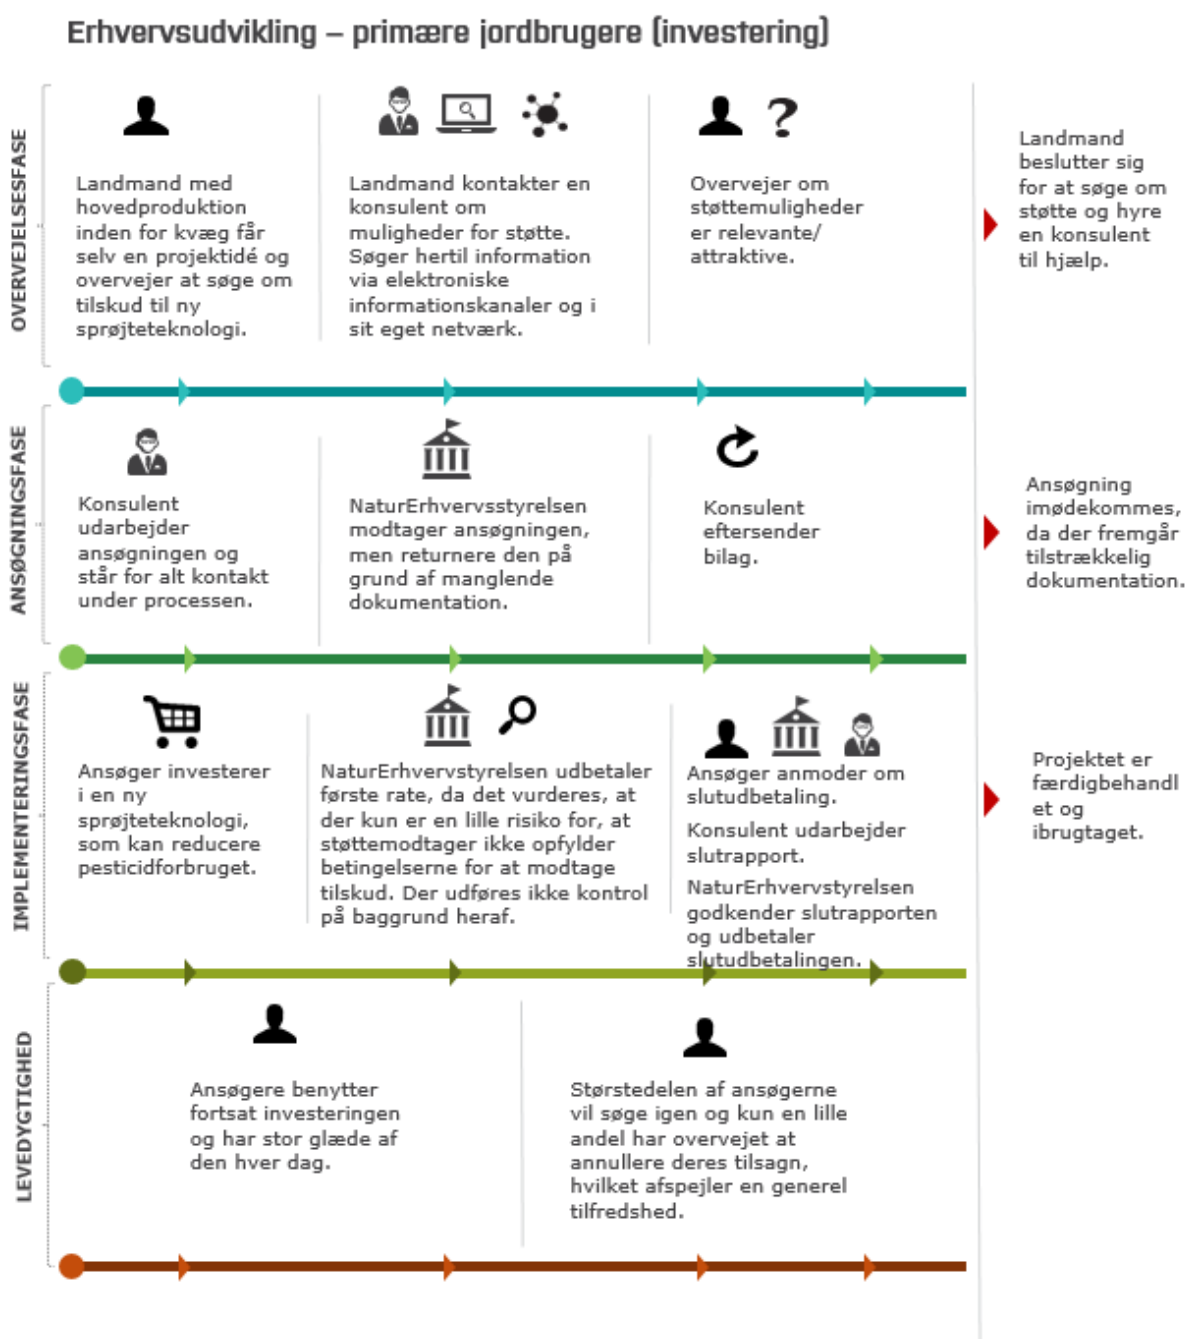 Erhvervsudvikling – primære jordbrugere (investering)
OVERVEJELSESFASE
Landmand med
hovedproduktion
inden for kvæg får
selv en projektidé og
overvejer at søge om
tilskud til ny
sprøjteteknologi.
Landmand kontakter en
konsulent om
muligheder for støtte.
Søger hertil information
via elektroniske
informationskanaler og i
sit eget netværk.
Overvejer om
støttemuligheder
er relevante/
attraktive.
Landmand
beslutter sig
for at søge om
støtte og hyre
en konsulent
til hjælp.
ANSØGNINGSFASE
Konsulent
udarbejder
ansøgningen og
står for alt kontakt
under processen.
NaturErhvervsstyrelsen
modtager ansøgningen,
men returnere den på
grund af manglende
dokumentation.
Konsulent
eftersender
bilag.
Ansøgning
imødekommes,
da der fremgår
tilstrækkelig
dokumentation.
IMPLEMENTERINGSFASE
Ansøger investerer
i en ny
sprøjteteknologi,
som kan reducere
pesticidforbruget.
NaturErhvervstyrelsen udbetaler
første rate, da det vurderes, at
der kun er en lille risiko for, at
støttemodtager ikke opfylder
betingelserne for at modtage
tilskud. Der udføres ikke kontrol
på baggrund heraf.
Ansøger anmoder om
slutudbetaling.
Konsulent udarbejder
slutrapport.
NaturErhvervstyrelsen
godkender slutrapporten
og udbetaler
slutudbetalingen.
Projektet er
færdigbehandl
et og
ibrugtaget.
LEVEDYGTIGHED
Ansøgere benytter
fortsat investeringen
og har stor glæde af
den hver dag.
Størstedelen af ansøgerne
vil søge igen og kun en lille
andel har overvejet at
annullere deres tilsagn,
hvilket afspejler en generel
tilfredshed.